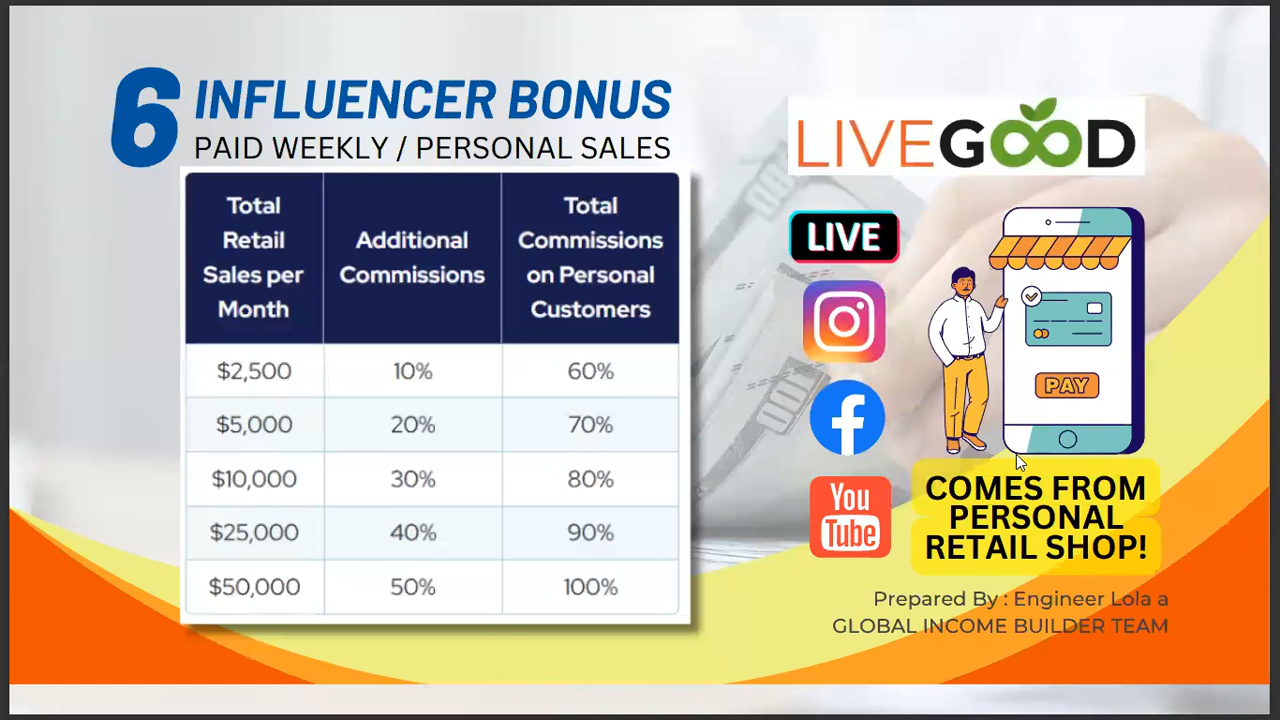 6 INFLUENCER BONUS
PAID WEEKLY / PERSONAL SALES
Total Retail Sales per Month | Additional Commissions | Total Commissions on Personal Customers
$2,500 | 10% | 60%
$5,000 | 20% | 70%
$10,000 | 30% | 80%
$25,000 | 40% | 90%
$50,000 | 50% | 100%
LIVEGOOD
LIVE
PAY
You
Tube
COMES FROM
PERSONAL
RETAIL SHOP!
Prepared By : Engineer Lola a
GLOBAL INCOME BUILDER TEAM